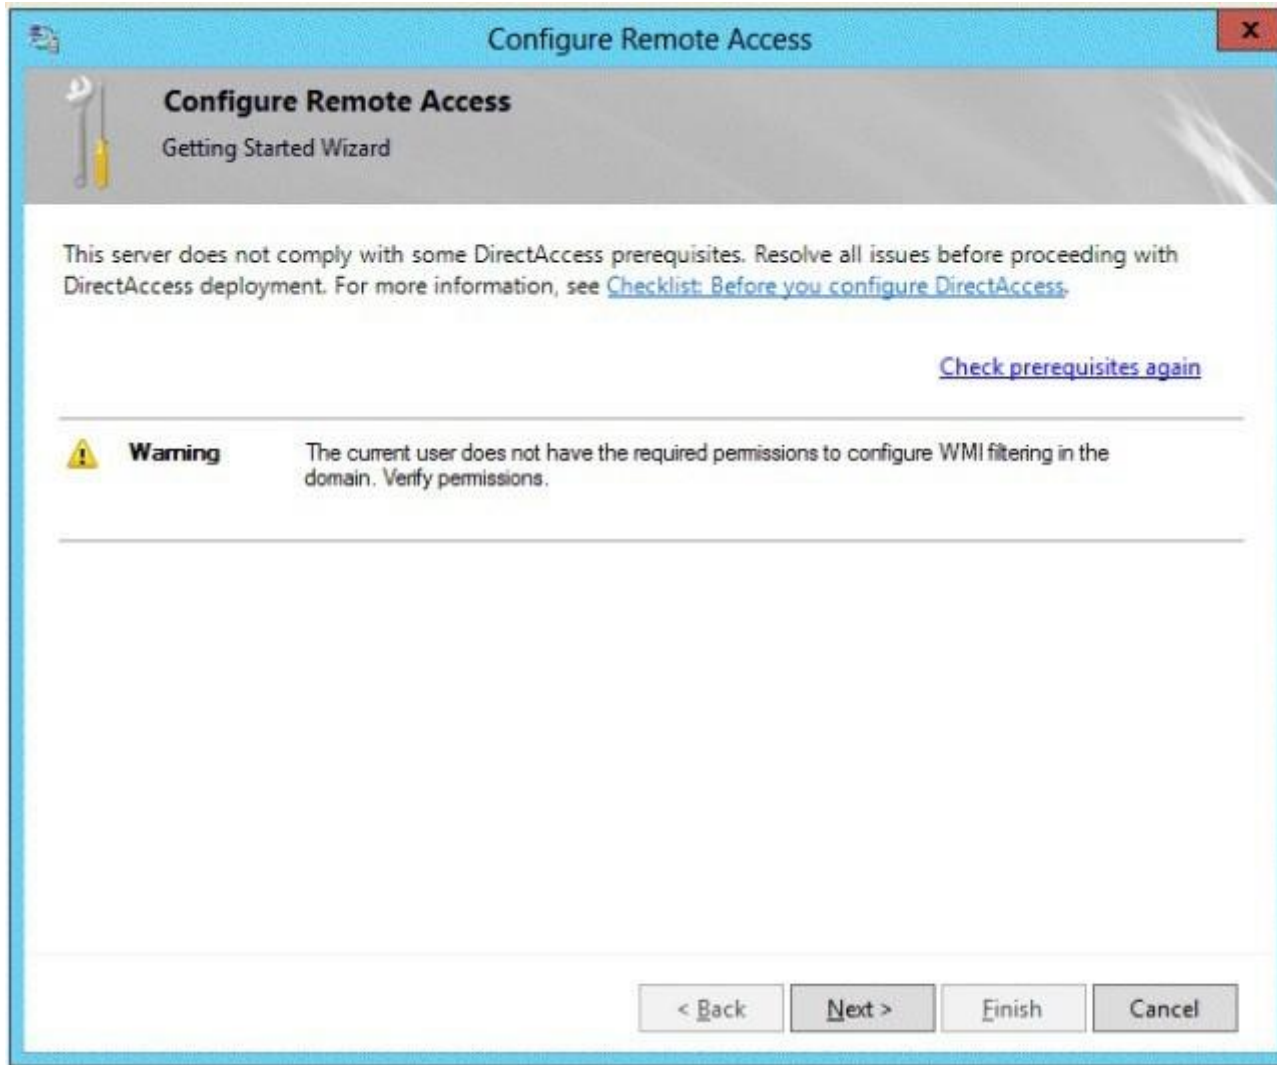 Configure Remote Access
x
Configure Remote Access
Getting Started Wizard
This server does not comply with some DirectAccess prerequisites. Resolve all issues before proceeding with
DirectAccess deployment. For more information, see Checklist: Before you configure DirectAccess.
Check prerequisites again
Warning The current user does not have the required permissions to configure WMI filtering in the
domain. Verify permissions.
< Back Next > Finish Cancel